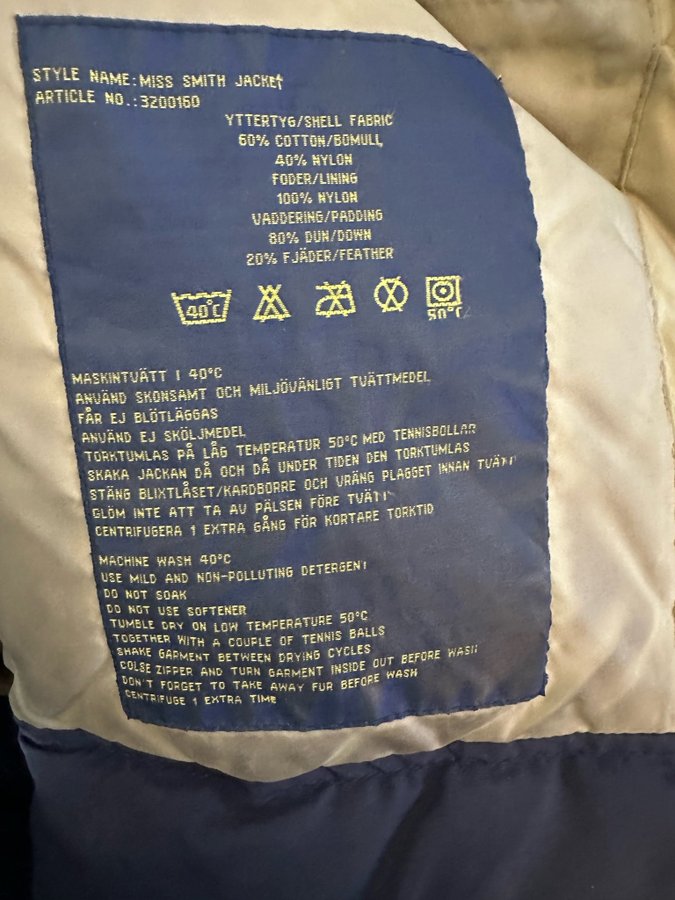 STYLE NAME:MISS SMITH JACKET
ARTICLE NO.:3200160
YTTERTYG/SHELL FABRIC
60% COTTON/BOMULL
40% NYLON
FODER/LINING
100% NYLON
VADDERING/PADDING
80% DUN/DOWN
20% FJÄDER/FEATHER
40°C
50°C
MASKINTVÄTT I 40°C
ANVÄND SKONSAMT OCH MILJÖVÄNLIGT TVÄTTMEDEL
FÅR EJ BLÖTLÄGGAS
ANVÄND EJ SKÖLJMEDEL
TORKTUMLAS PÅ LÅG TEMPERATUR 50°C MED TENNISBOLLAR
SKAKA JACKAN DÅ OCH DÅ UNDER TIDEN DEN TORKTUMLAS
STÄNG BLIXTLÅSET/KARDBORRE OCH VRÄNG PLAGGET INNAN TVÄTT
GLÖM INTE ATT TA AV PÄLSEN FÖRE TVÄTT
CENTRIFUGERA 1 EXTRA GÅNG FÖR KORTARE TORKTID
MACHINE WASH 40°C
USE MILD AND NON-POLLUTING DETERGENT
DO NOT SOAK
DO NOT USE SOFTENER
TUMBLE DRY ON LOW TEMPERATURE 50°C
TOGETHER WITH A COUPLE OF TENNIS BALLS
SHAKE GARMENT BETWEEN DRYING CYCLES
COLSE ZIPPER AND TURN GARMENT INSIDE OUT BEFORE WASH
DON'T FORGET TO TAKE AWAY FUR BEFORE WASH
CENTRIFUGE 1 EXTRA TIME